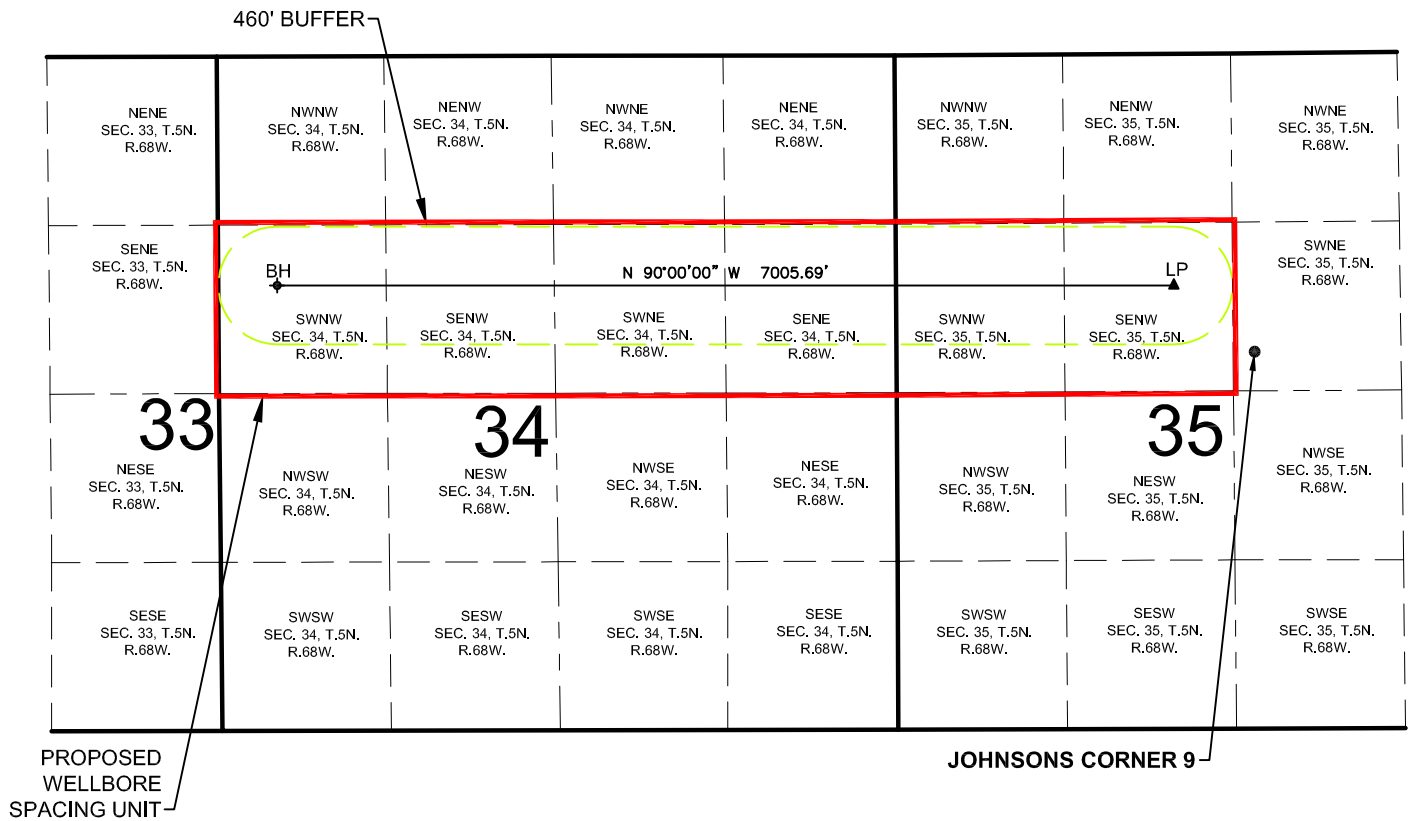 460' BUFFER
NENE
SEC. 33, T.5N.
R.68W.
NWNW
SEC. 34, T.5N.
R.68W.
NENW
SEC. 34, T.5N.
R.68W.
NWNE
SEC. 34, T.5N.
R.68W.
NENE
SEC. 34, T.5N.
R.68W.
NWNW
SEC. 35, T.5N.
R.68W.
NENW
SEC. 35, T.5N.
R.68W.
NWNE
SEC. 35, T.5N.
R.68W.
SENE
SEC. 33, T.5N.
R.68W.
BH
N 90°00'00" W 7005.69'
LP
SWNE
SEC. 35, T.5N.
R.68W.
SWNW
SEC. 34, T.5N.
R.68W.
SENW
SEC. 34, T.5N.
R.68W.
SWNE
SEC. 34, T.5N.
R.68W.
SENE
SEC. 34, T.5N.
R.68W.
SWNW
SEC. 35, T.5N.
R.68W.
SENW
SEC. 35, T.5N.
R.68W.
33
34
35
NESE
SEC. 33, T.5N.
R.68W.
NWSW
SEC. 34, T.5N.
R.68W.
NESW
SEC. 34, T.5N.
R.68W.
NWSE
SEC. 34, T.5N.
R.68W.
NESE
SEC. 34, T.5N.
R.68W.
NWSW
SEC. 35, T.5N.
R.68W.
NESW
SEC. 35, T.5N.
R.68W.
NWSE
SEC. 35, T.5N.
R.68W.
SESE
SEC. 33, T.5N.
R.68W.
SWSW
SEC. 34, T.5N.
R.68W.
SESW
SEC. 34, T.5N.
R.68W.
SWSE
SEC. 34, T.5N.
R.68W.
SESE
SEC. 34, T.5N.
R.68W.
SWSW
SEC. 35, T.5N.
R.68W.
SESW
SEC. 35, T.5N.
R.68W.
SWSE
SEC. 35, T.5N.
R.68W.
PROPOSED
WELLBORE
SPACING UNIT
JOHNSONS CORNER 9